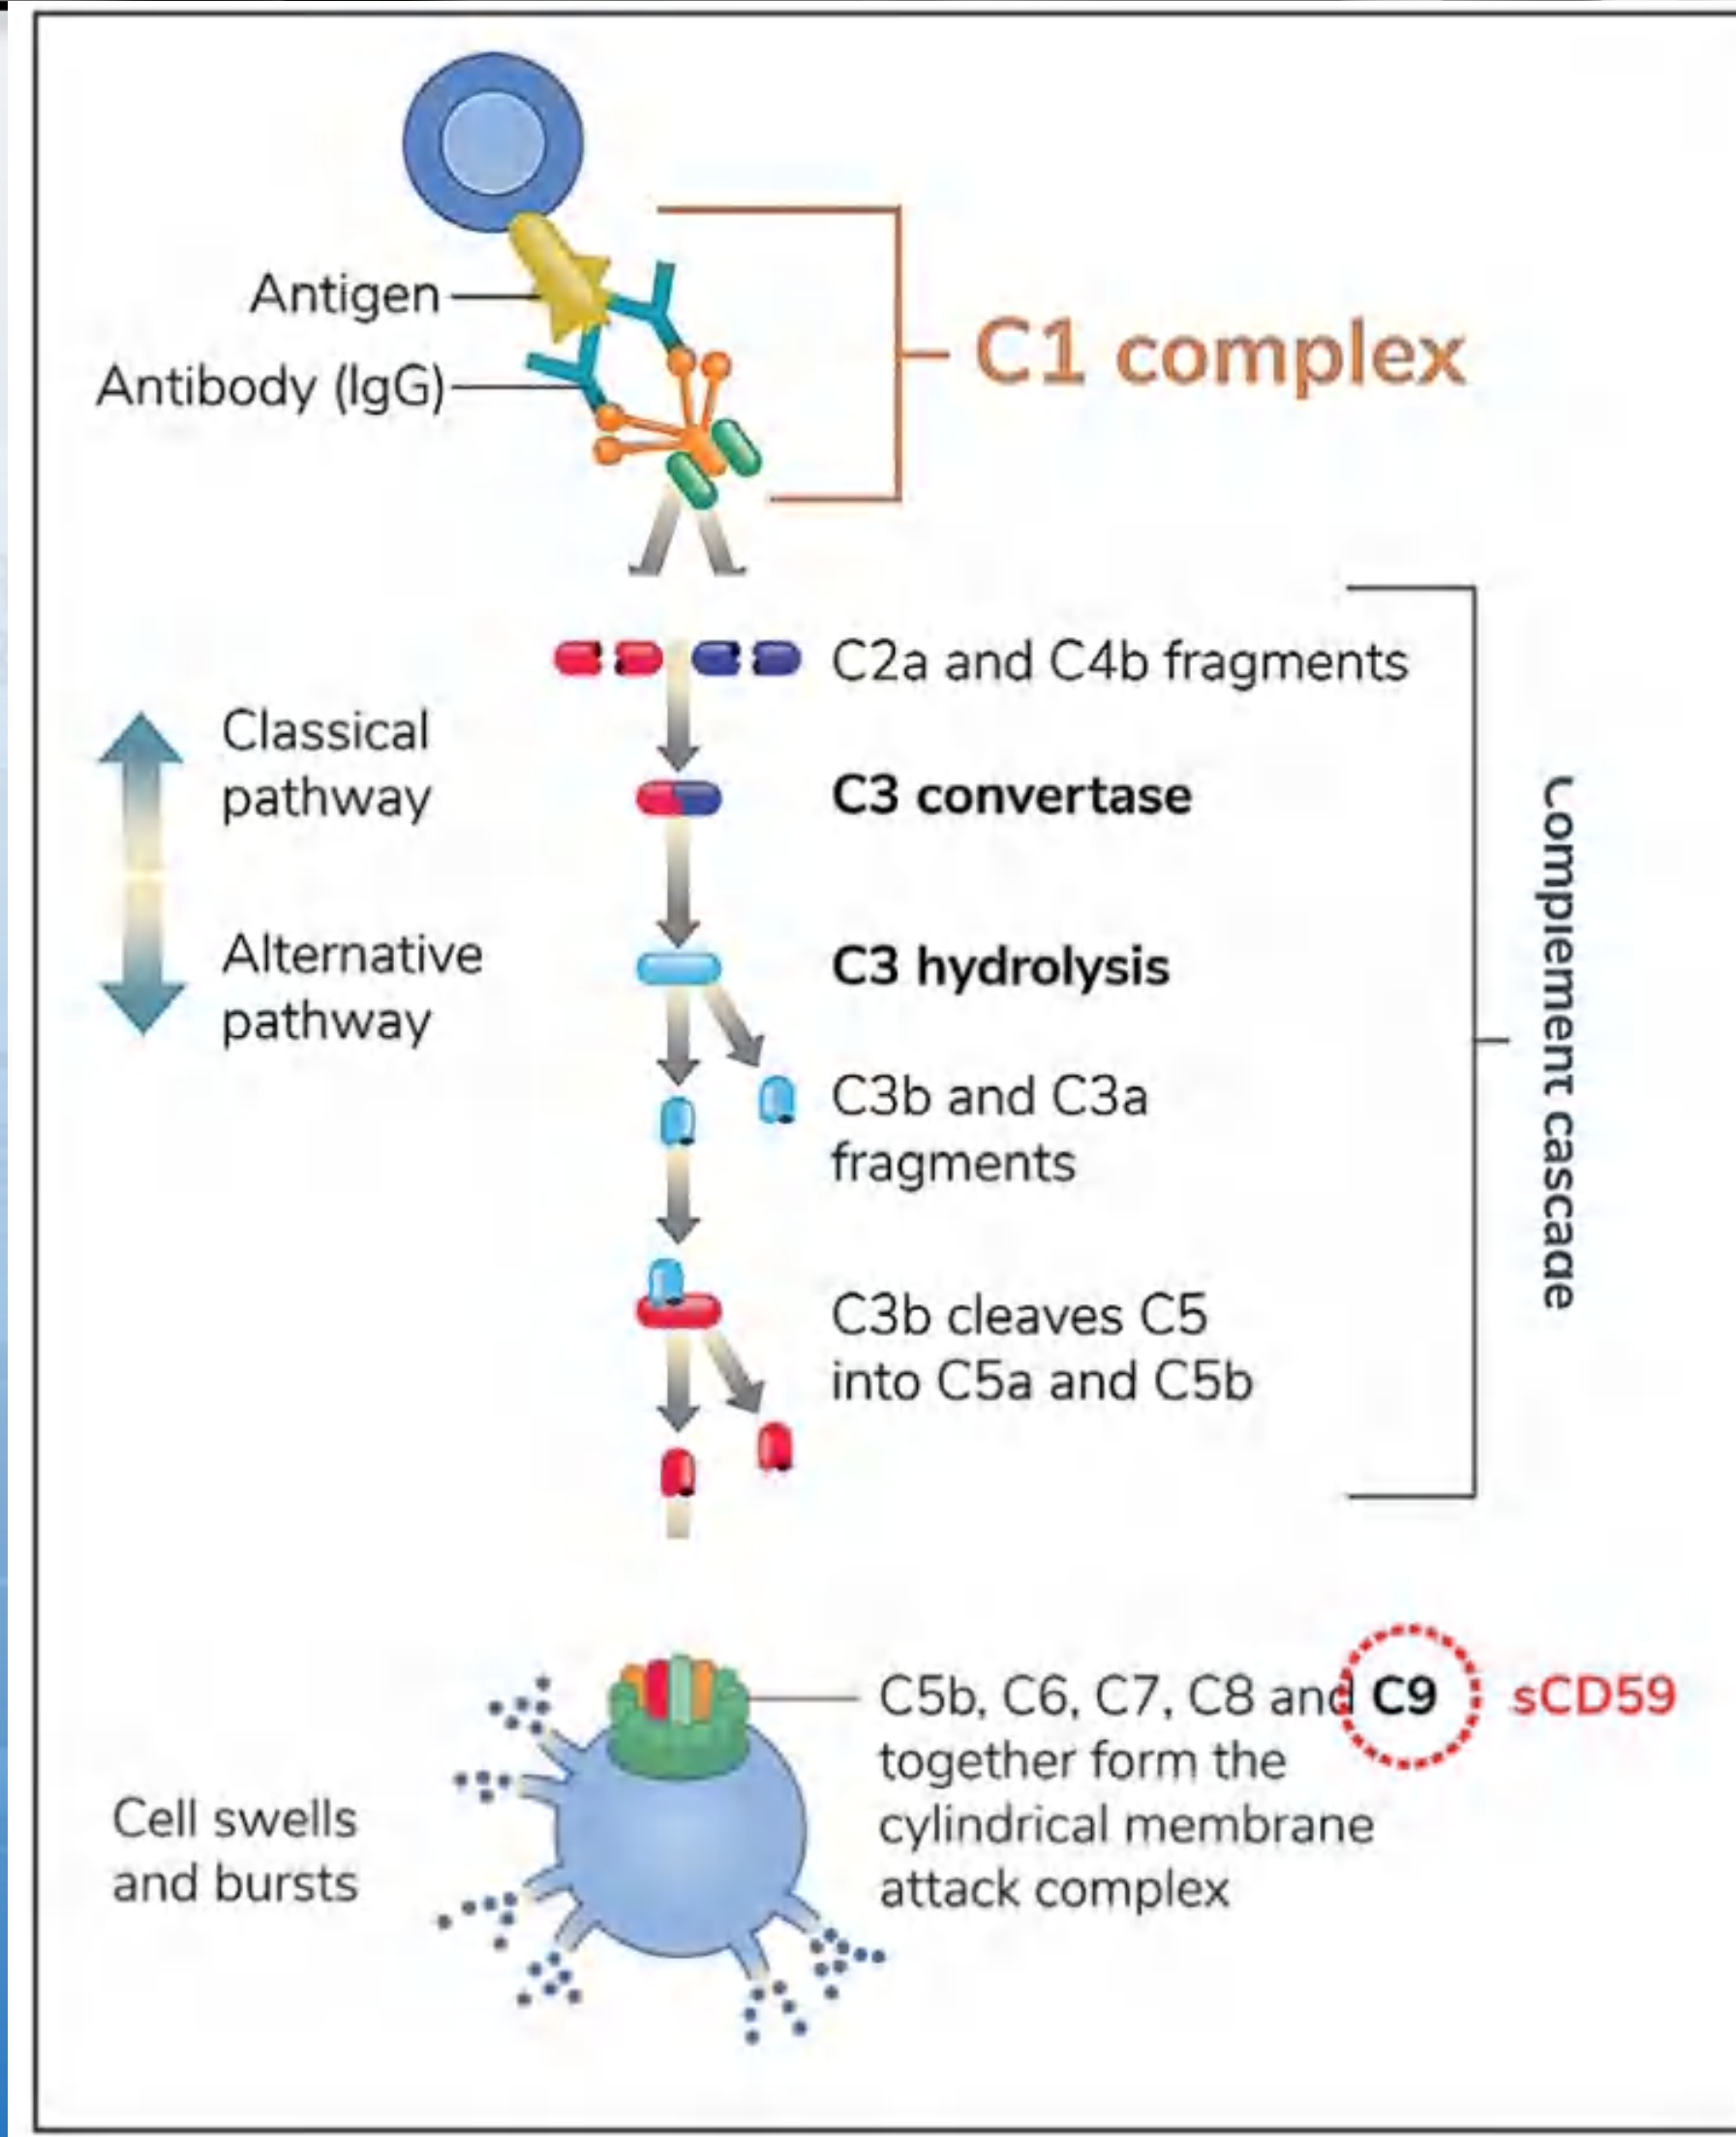 Antigen
Antibody (IgG)
C1 complex
C2a and C4b fragments
Classical
pathway
C3 convertase
Alternative
pathway
C3 hydrolysis
C3b and C3a
fragments
C3b cleaves C5
into C5a and C5b
Complement cascade
C5b, C6, C7, C8 and C9 sCD59
together form the
cylindrical membrane
attack complex
Cell swells
and bursts